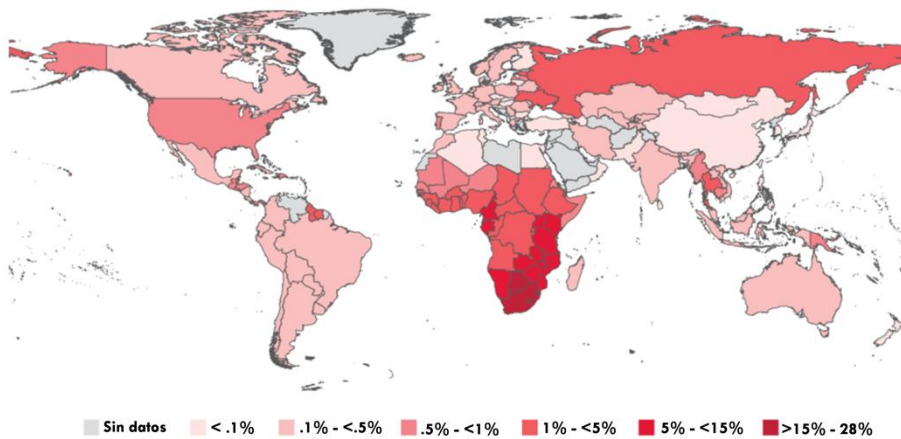 Sin datos < .1% .1% - <.5% .5% - <1% 1% - <5% 5% - <15% >15% - 28%